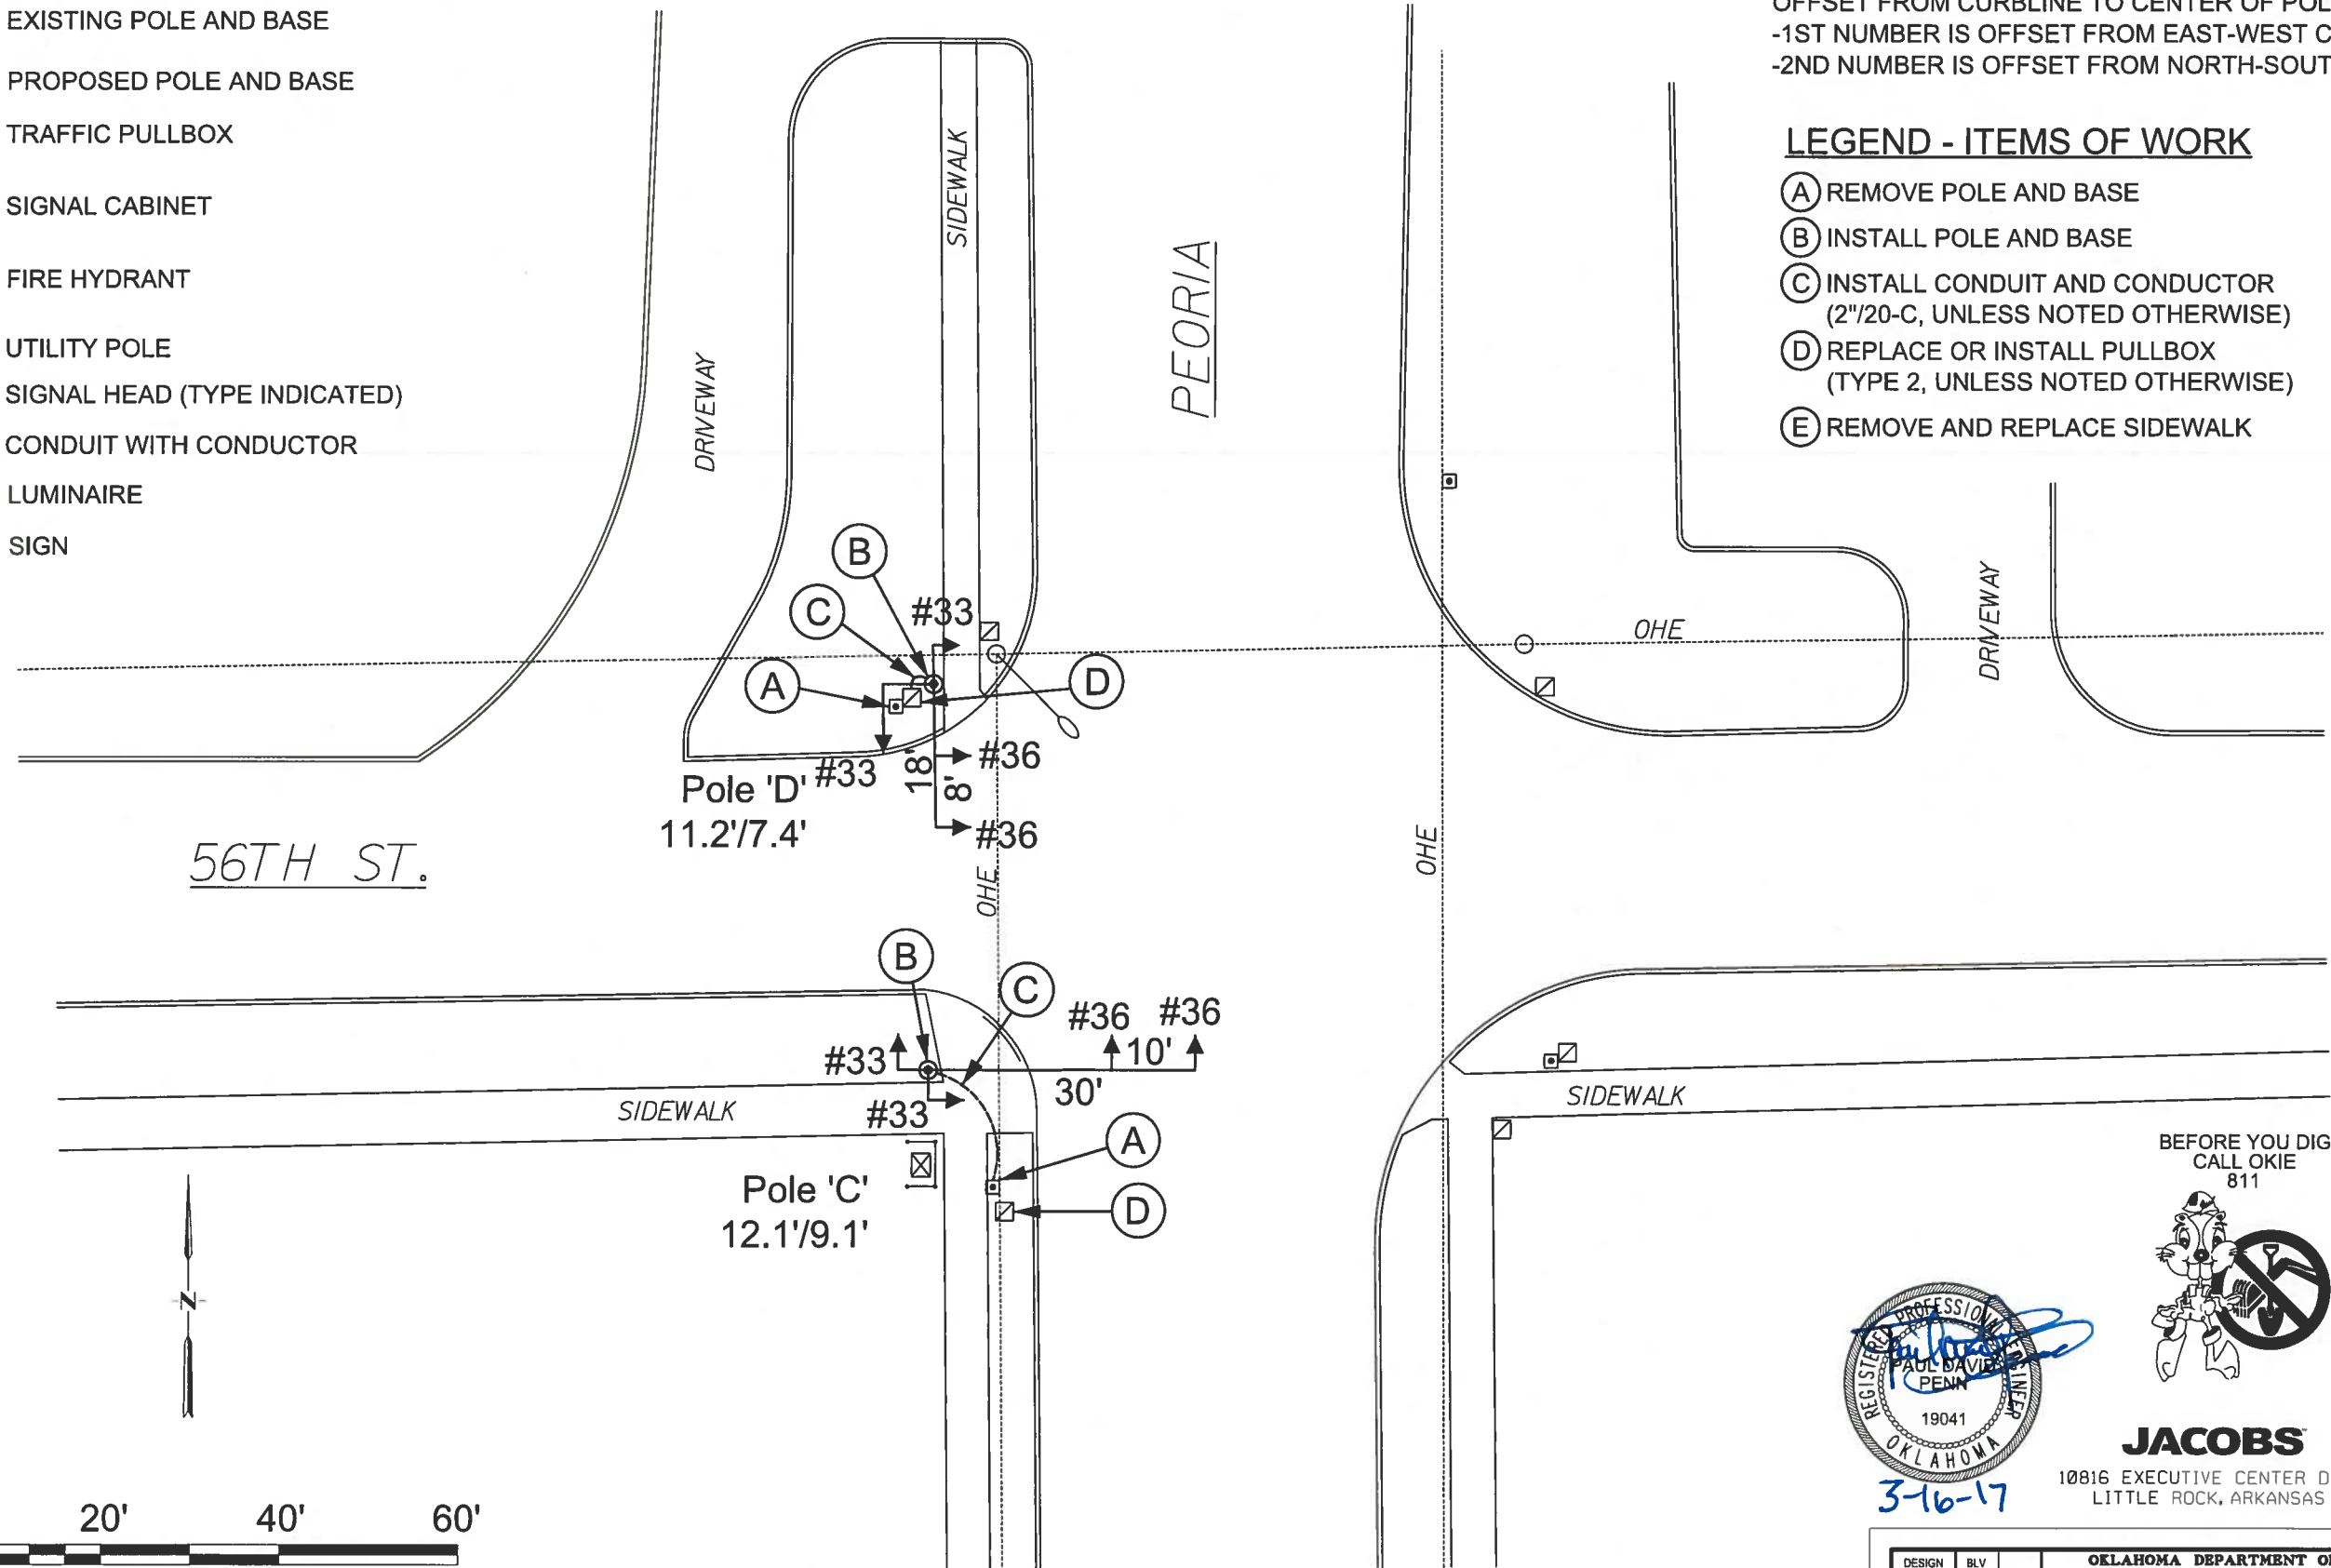 EXISTING POLE AND BASE
PROPOSED POLE AND BASE
TRAFFIC PULLBOX
SIGNAL CABINET
FIRE HYDRANT
UTILITY POLE
SIGNAL HEAD (TYPE INDICATED)
CONDUIT WITH CONDUCTOR
LUMINAIRE
SIGN
OFFSET FROM CURBLINE TO CENTER OF POL
-1ST NUMBER IS OFFSET FROM EAST-WEST C
-2ND NUMBER IS OFFSET FROM NORTH-SOUT
LEGEND - ITEMS OF WORK
A REMOVE POLE AND BASE
B INSTALL POLE AND BASE
C INSTALL CONDUIT AND CONDUCTOR
(2"/20-C, UNLESS NOTED OTHERWISE)
D REPLACE OR INSTALL PULLBOX
(TYPE 2, UNLESS NOTED OTHERWISE)
E REMOVE AND REPLACE SIDEWALK
SIDEWALK
PEORIA
DRIVEWAY
B
C
#33
A
D
OHE
DRIVEWAY
#36
#33
18'
8'
#36
Pole 'D'
11.2'/7.4'
56TH ST.
OHE
OHE
B
C
#36 #36
#33
10'
30'
#33
SIDEWALK
SIDEWALK
A
D
Pole 'C'
12.1'/9.1'
N
BEFORE YOU DIG
CALL OKIE
811
REGISTERED PROFESSIONAL ENGINEER
PAUL DAVID
PENN
19041
OKLAHOMA
3-16-17
JACOBS
10816 EXECUTIVE CENTER D
LITTLE ROCK, ARKANSAS
20' 40' 60'
DESIGN BLV
OKLAHOMA DEPARTMENT O